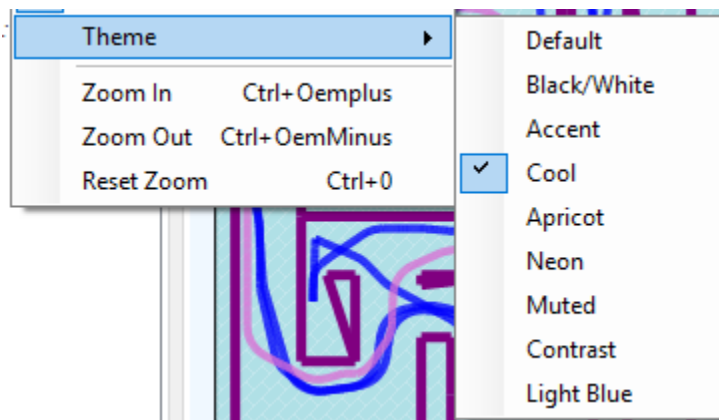 Theme
Zoom In Ctrl+Oemplus
Zoom Out Ctrl+OemMinus
Reset Zoom Ctrl+0
Default
Black/White
Accent
Cool
Apricot
Neon
Muted
Contrast
Light Blue